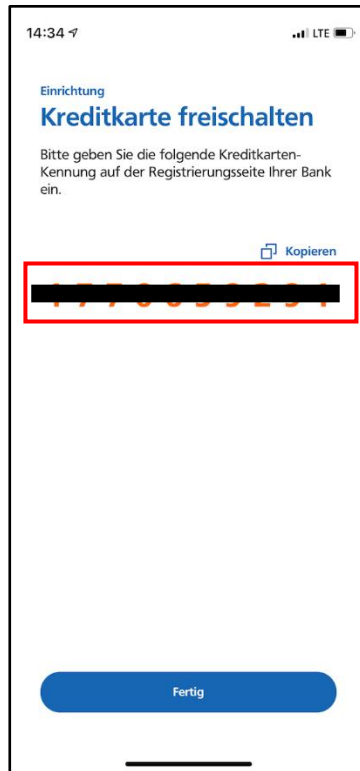 14:34
LTE
Einrichtung
Kreditkarte freischalten
Bitte geben Sie die folgende Kreditkarten-
Kennung auf der Registrierungsseite Ihrer Bank
ein.
Kopieren
Fertig